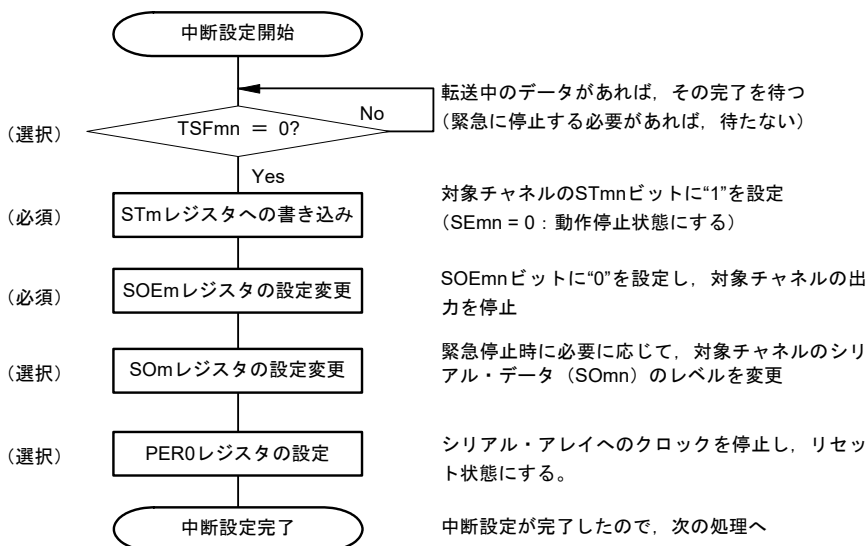 中断設定開始
転送中のデータがあれば，その完了を待つ
（緊急に停止する必要があれば，待たない）
No
（選択）
TSFmn ＝ 0?
Yes
対象チャネルのSTmnビットに“1”を設定
（SEmn = 0：動作停止状態にする）
（必須）
STmレジスタへの書き込み
SOEmnビットに“0”を設定し，対象チャネルの出
力を停止
（必須）
SOEmレジスタの設定変更
緊急停止時に必要に応じて，対象チャネルのシリ
アル・データ（SOmn）のレベルを変更
（選択）
SOmレジスタの設定変更
シリアル・アレイへのクロックを停止し，リセッ
ト状態にする。
（選択）
PER0レジスタの設定
中断設定完了
中断設定が完了したので，次の処理へ